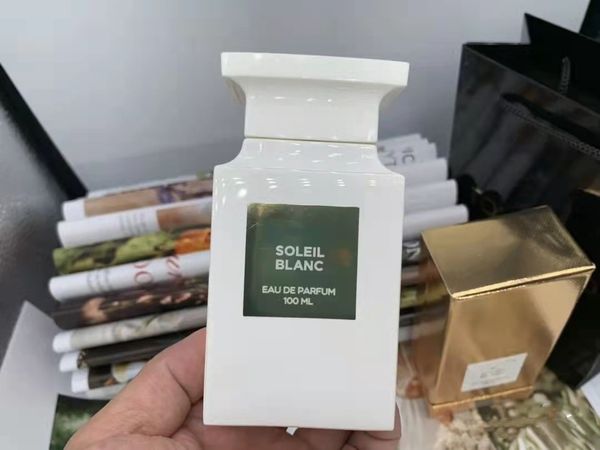 SOLEIL
BLANC
EAU DE PARFUM
100 ML